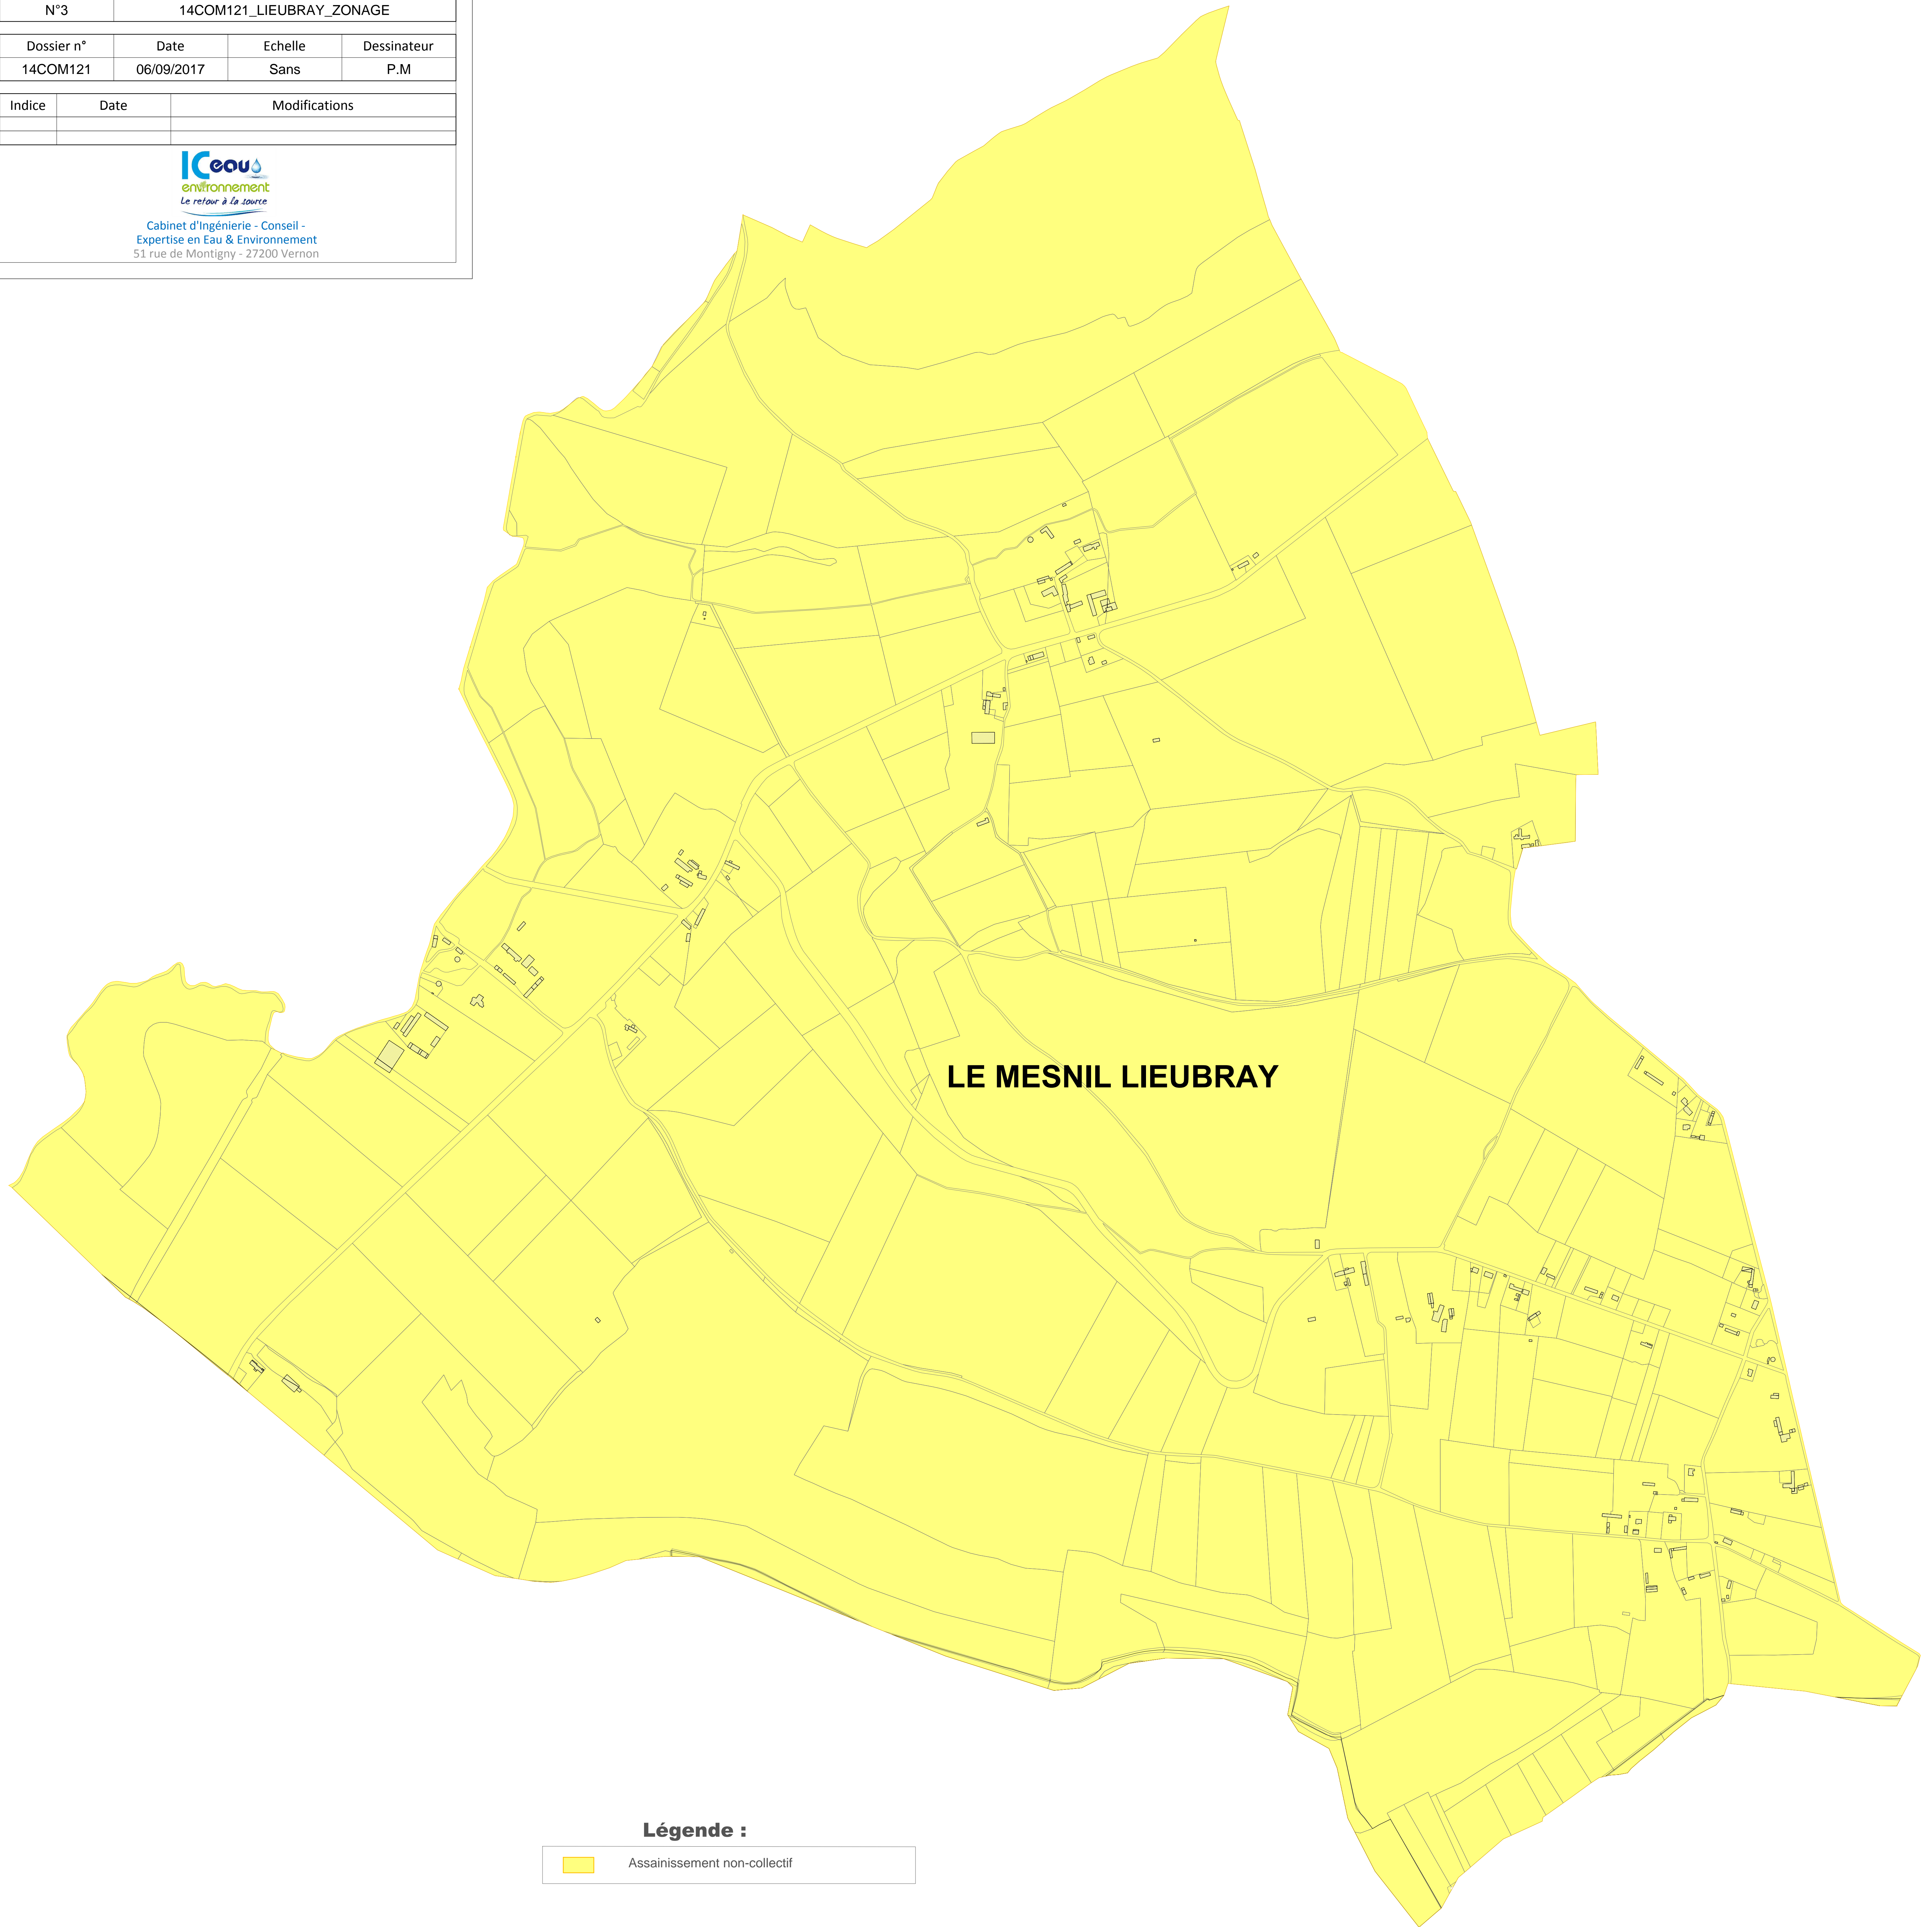 N°3 14COM121_LIEUBRAY_ZONAGE
Dossier n° Date Echelle Dessinateur
14COM121 06/09/2017 Sans P.M
Indice Date Modifications
ICeau
environnement
Le retour à la source
Cabinet d'Ingénierie - Conseil -
Expertise en Eau & Environnement
51 rue de Montigny - 27200 Vernon
LE MESNIL LIEUBRAY
Légende :
Assainissement non-collectif